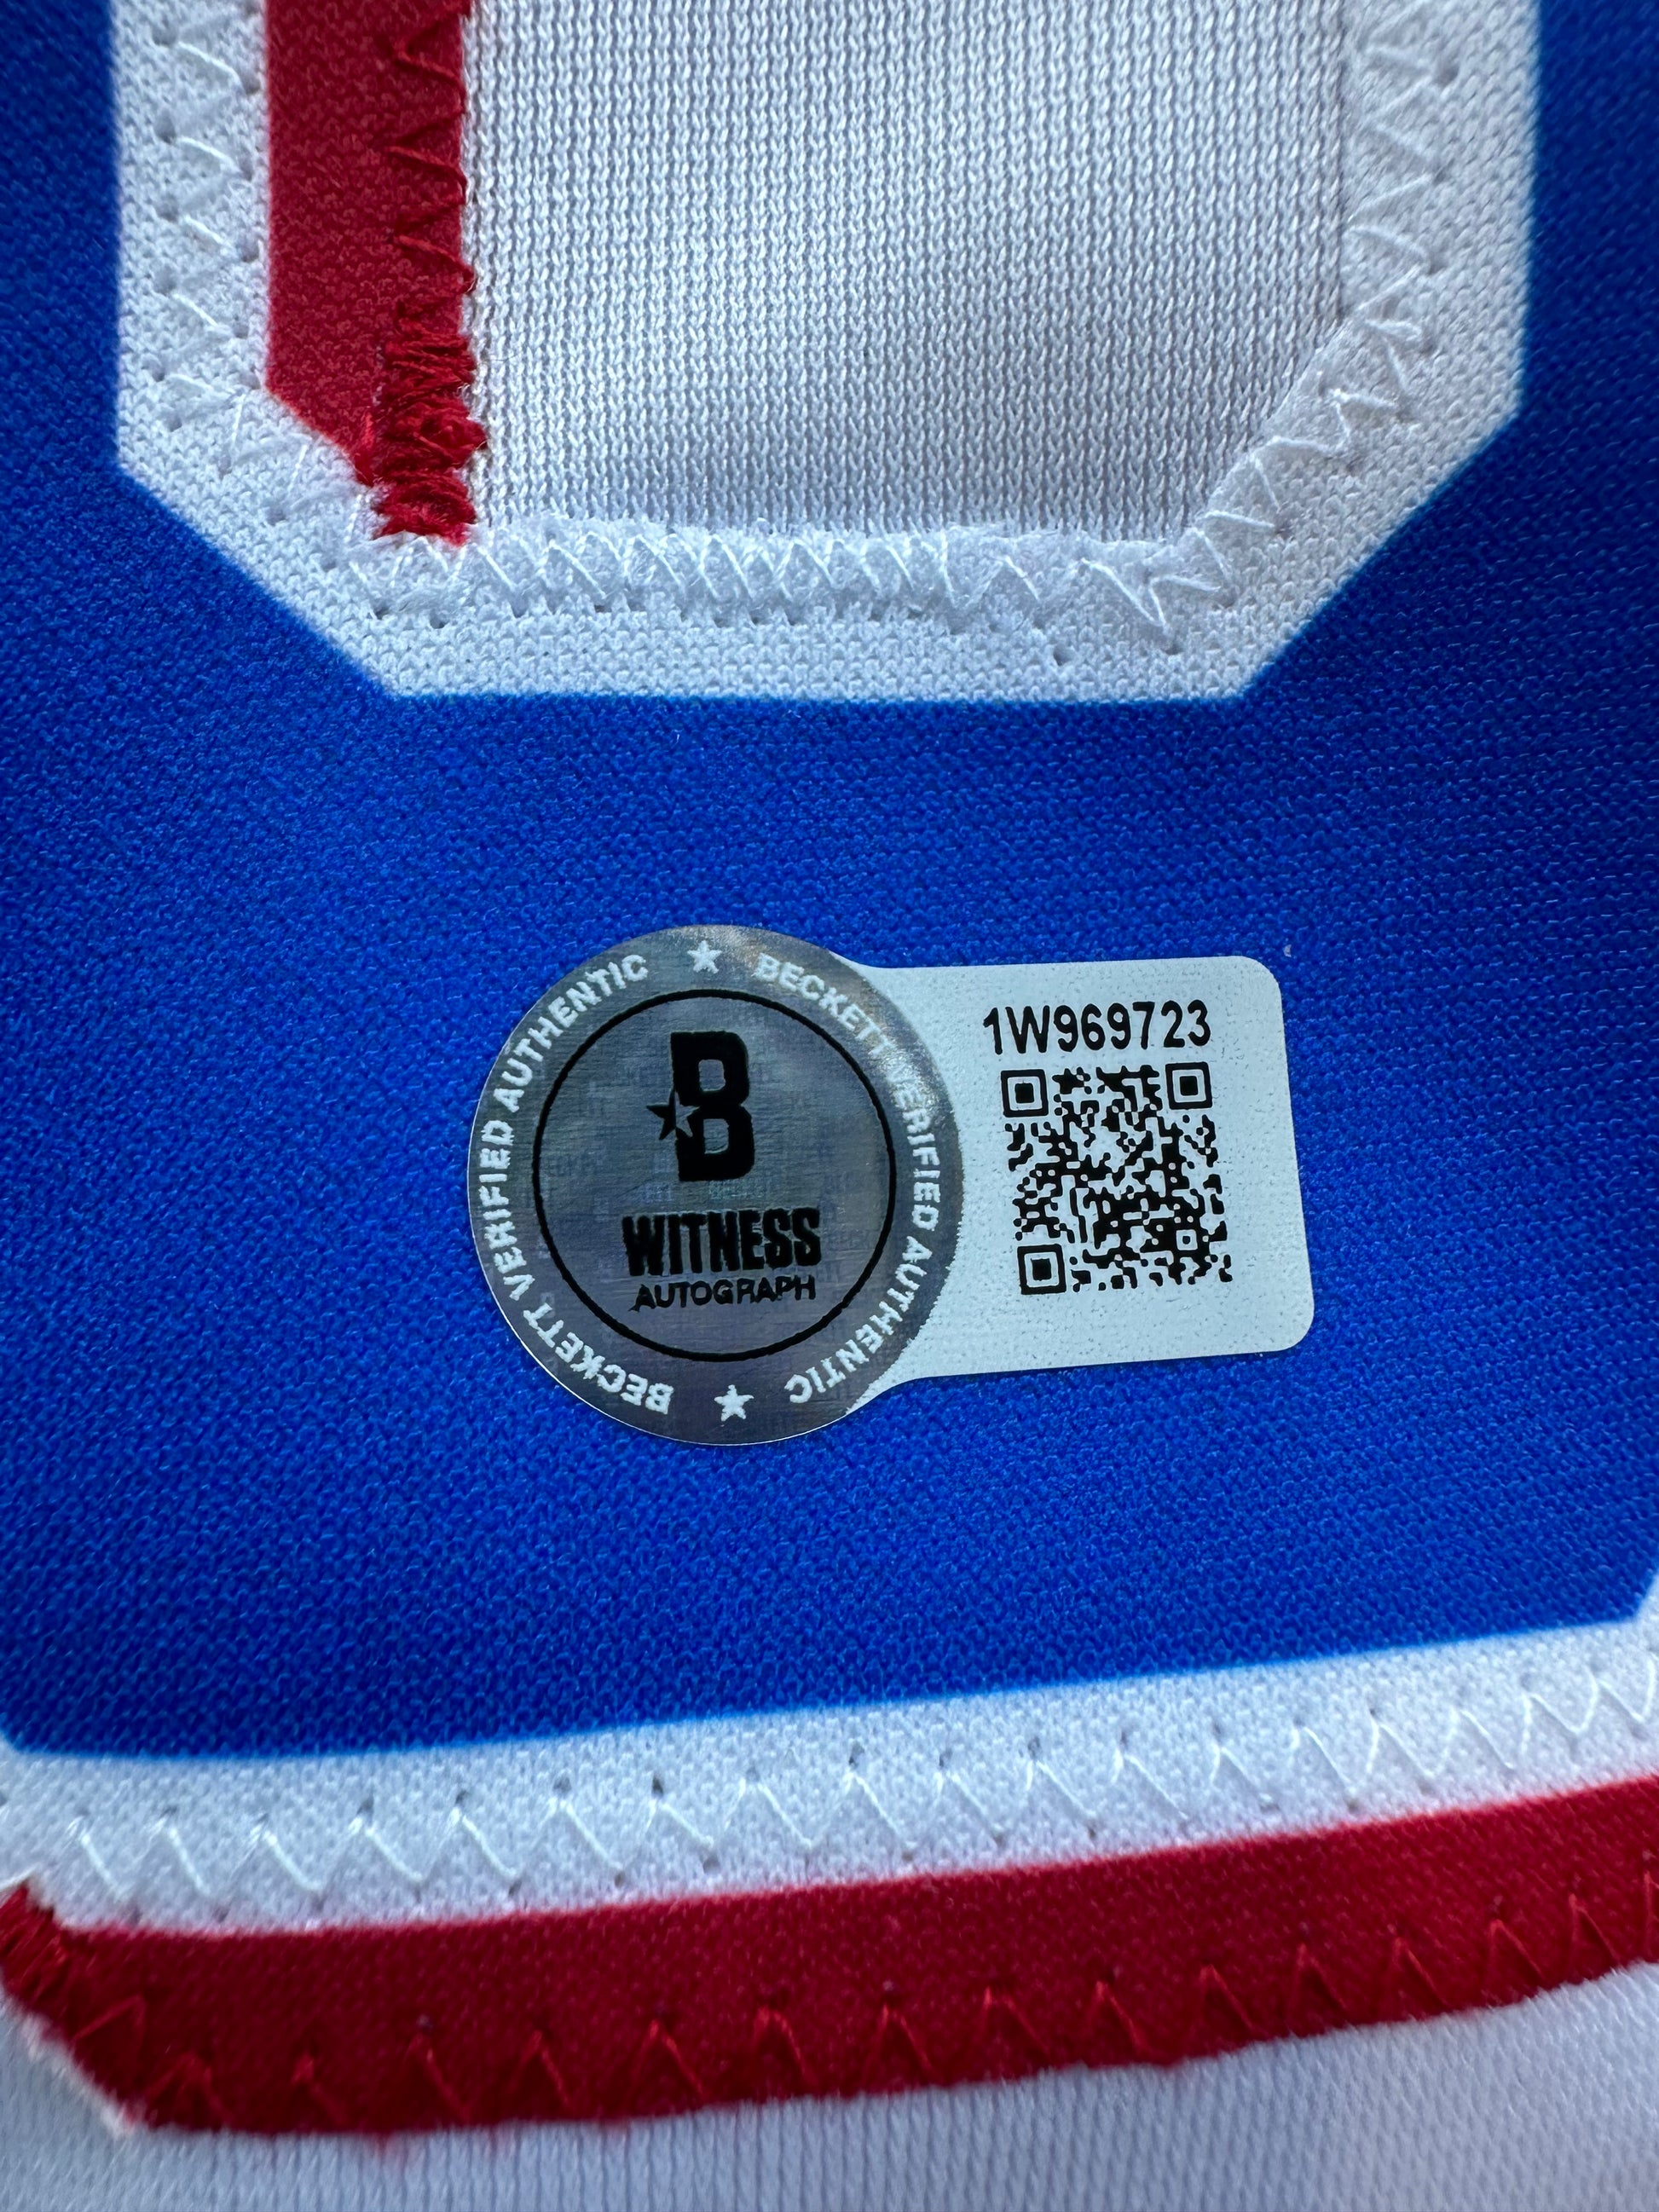 BECKETT VERIFIED AUTHENTIC ★ BECKETT VERIFIED AUTHENTIC ★
B
WITNESS
AUTOGRAPH
1W969723